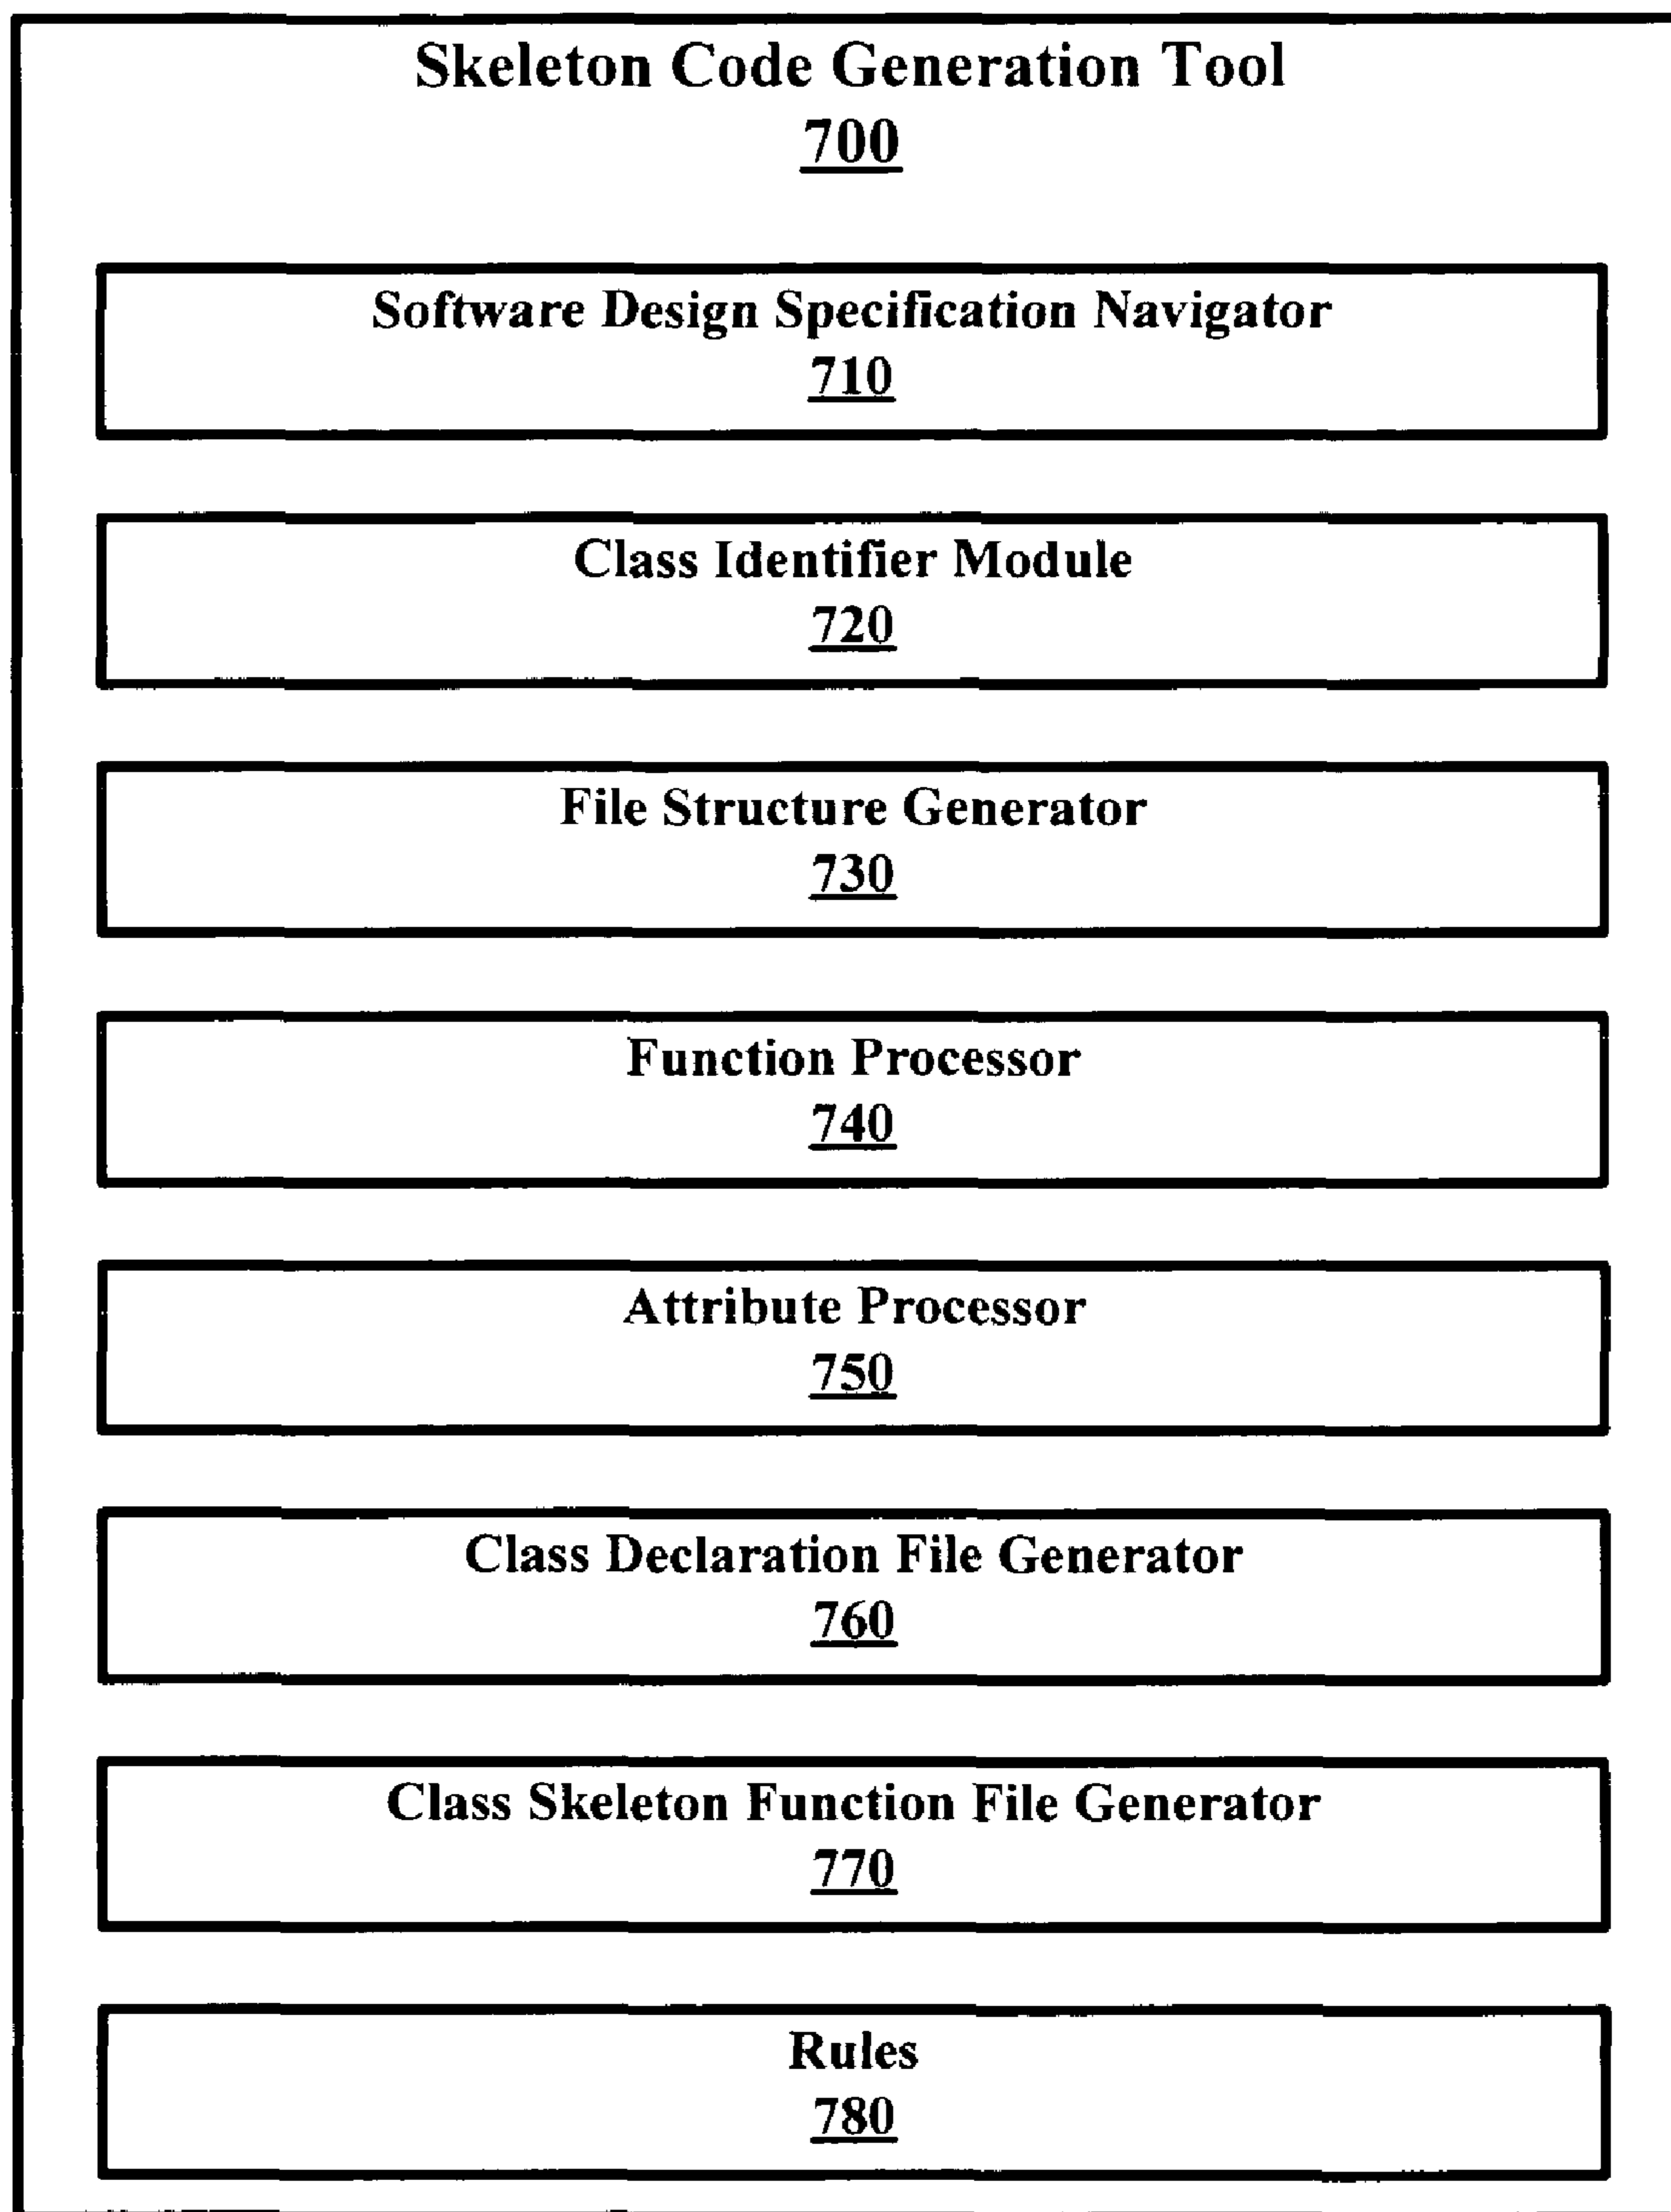 Skeleton Code Generation Tool
700
Software Design Specification Navigator
710
Class Identifier Module
720
File Structure Generator
730
Function Processor
740
Attribute Processor
750
Class Declaration File Generator
760
Class Skeleton Function File Generator
770
Rules
780